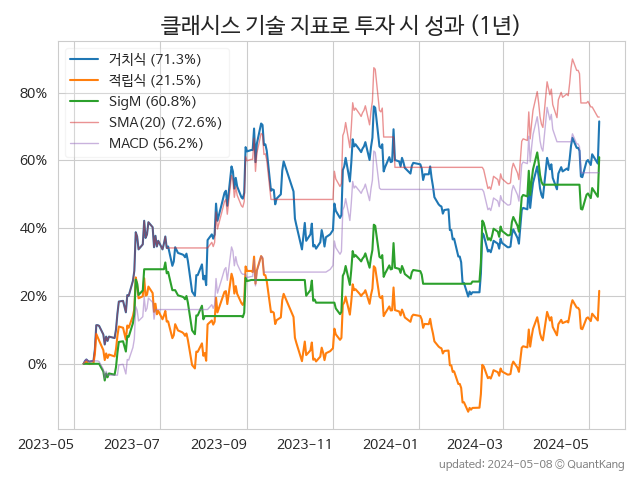 클래시스 기술 지표로 투자 시 성과 (1년)
거치식 (71.3%)
적립식 (21.5%)
SigM (60.8%)
SMA(20) (72.6%)
MACD (56.2%)
80%
60%
40%
20%
0%
2023-05 2023-07 2023-09 2023-11 2024-01 2024-03 2024-05
updated: 2024-05-08 © QuantKang